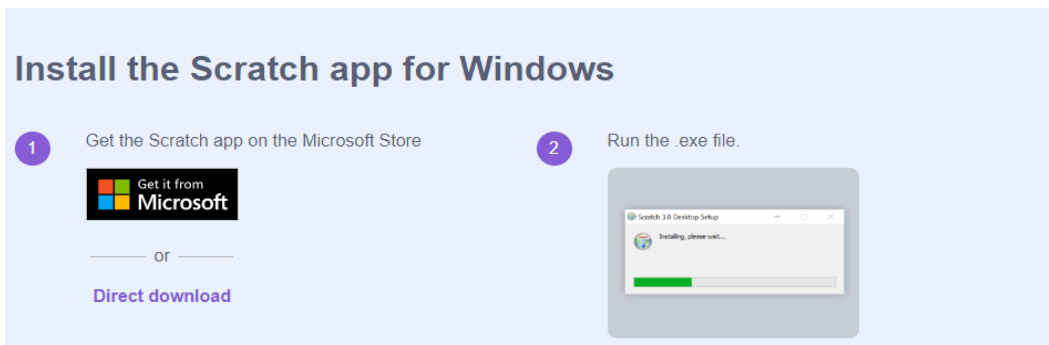 Install the Scratch app for Windows
1
Get the Scratch app on the Microsoft Store
Get it from
Microsoft
or
Direct download
2
Run the .exe file.
Scratch 3.0 Desktop Setup
Installing, please wait...